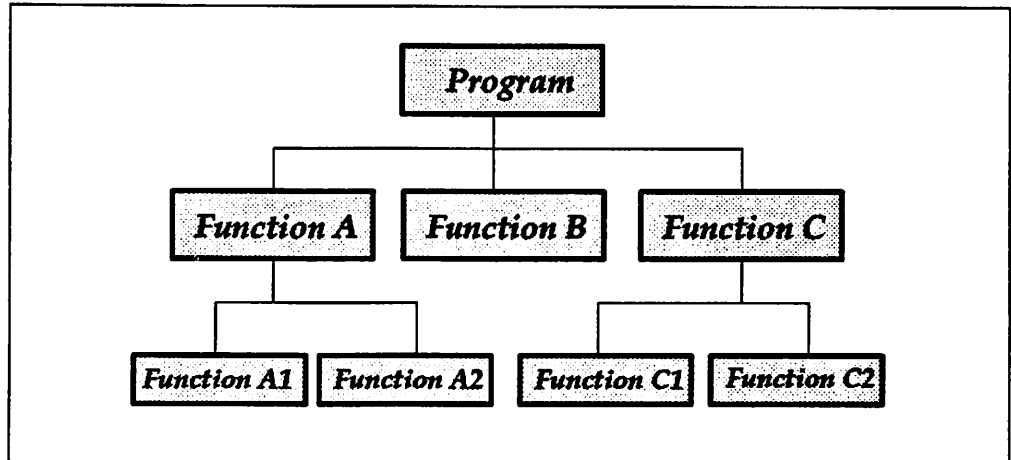 Program
Function A
Function B
Function C
Function A1
Function A2
Function C1
Function C2